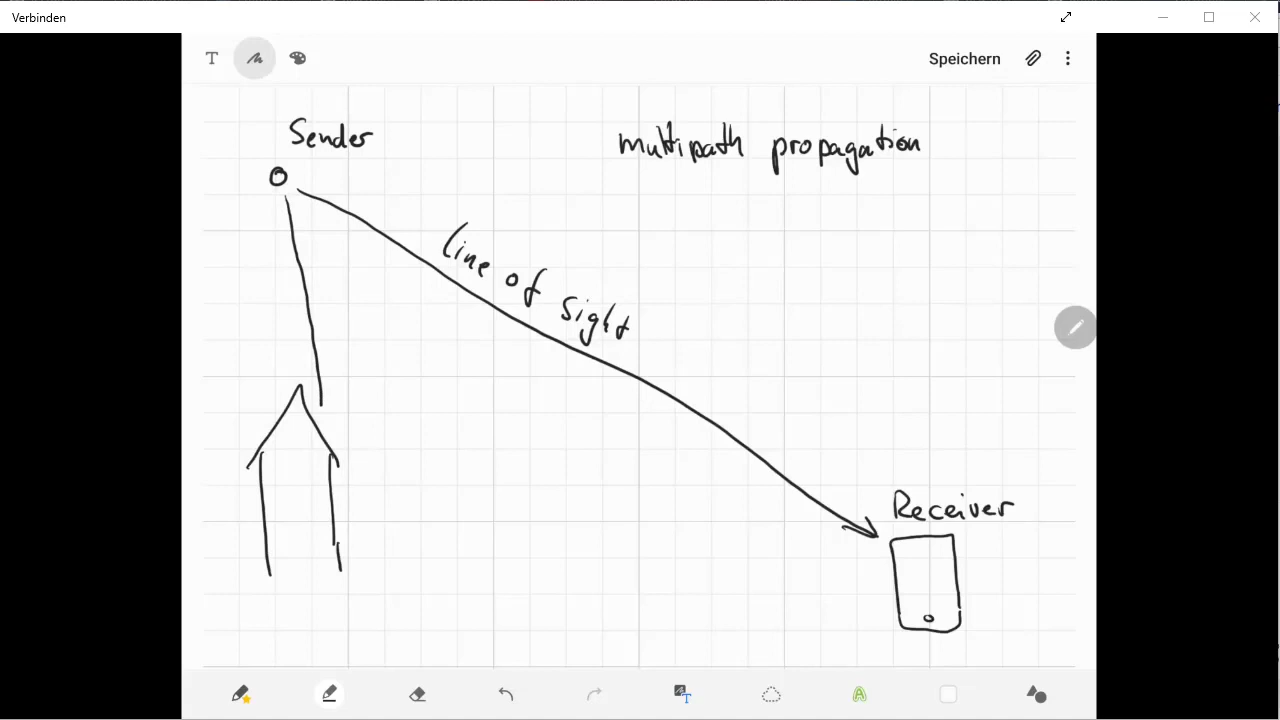 Verbinden
T
Speichern
Sender
multipath propagation
line of sight
Receiver
T
A